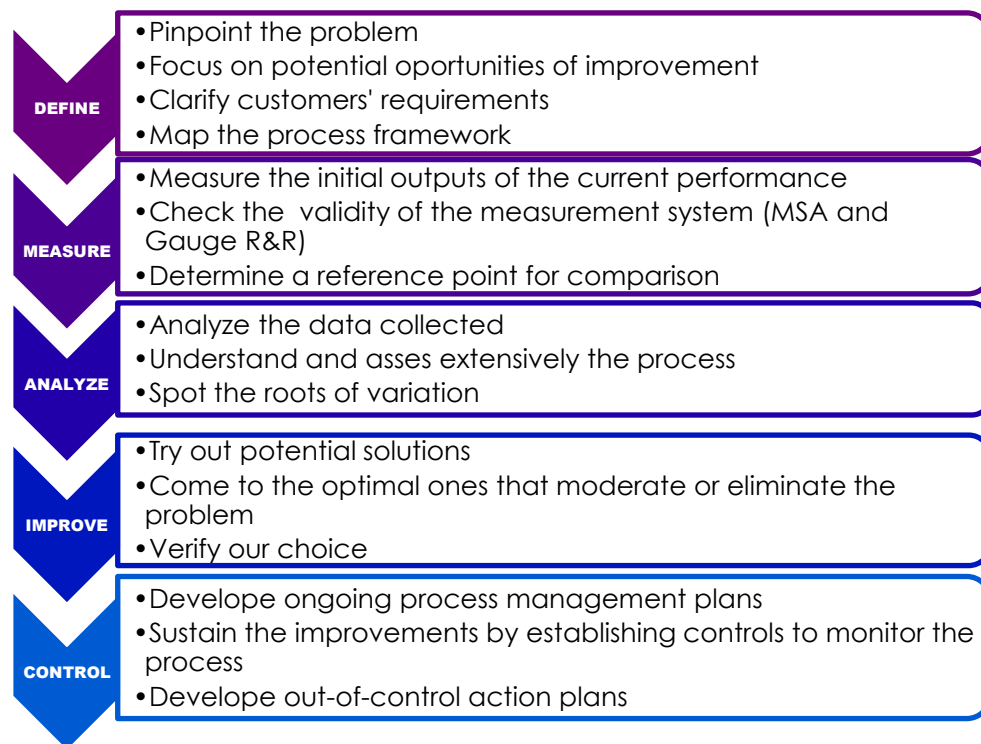 DEFINE
•Pinpoint the problem
•Focus on potential oportunities of improvement
•Clarify customers' requirements
•Map the process framework
MEASURE
•Measure the initial outputs of the current performance
•Check the  validity of the measurement system (MSA and
Gauge R&R)
•Determine a reference point for comparison
ANALYZE
•Analyze the data collected
•Understand and asses extensively the process
•Spot the roots of variation
IMPROVE
•Try out potential solutions
•Come to the optimal ones that moderate or eliminate the
problem
•Verify our choice
CONTROL
•Develope ongoing process management plans
•Sustain the improvements by establishing controls to monitor the
process
•Develope out-of-control action plans